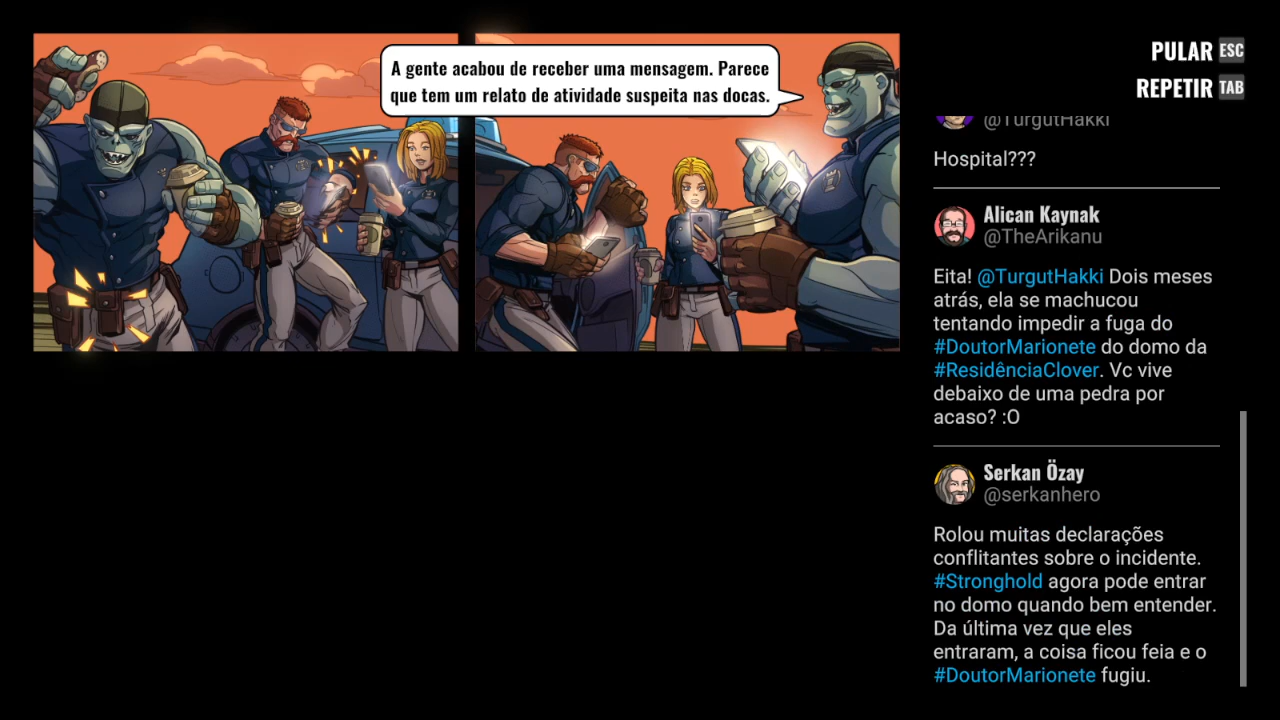 A gente acabou de receber uma mensagem. Parece
que tem um relato de atividade suspeita nas docas.
PULAR ESC
REPETIR TAB
@TurgutHakki
Hospital???
Alican Kaynak
@TheArikanu
Eita! @TurgutHakki Dois meses
atrás, ela se machucou
tentando impedir a fuga do
#DoutorMarionete do domo da
#ResidênciaClover. Vc vive
debaixo de uma pedra por
acaso? :O
Serkan Özay
@serkanhero
Rolou muitas declarações
conflitantes sobre o incidente.
#Stronghold agora pode entrar
no domo quando bem entender.
Da última vez que eles
entraram, a coisa ficou feia e o
#DoutorMarionete fugiu.